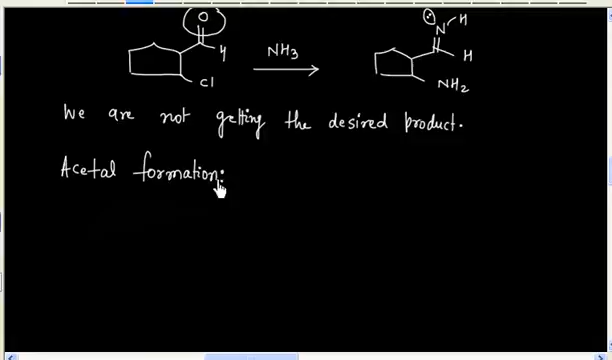 O
N H
H NH3 H
Cl NH2
We are not getting the desired product.
Acetal formation: